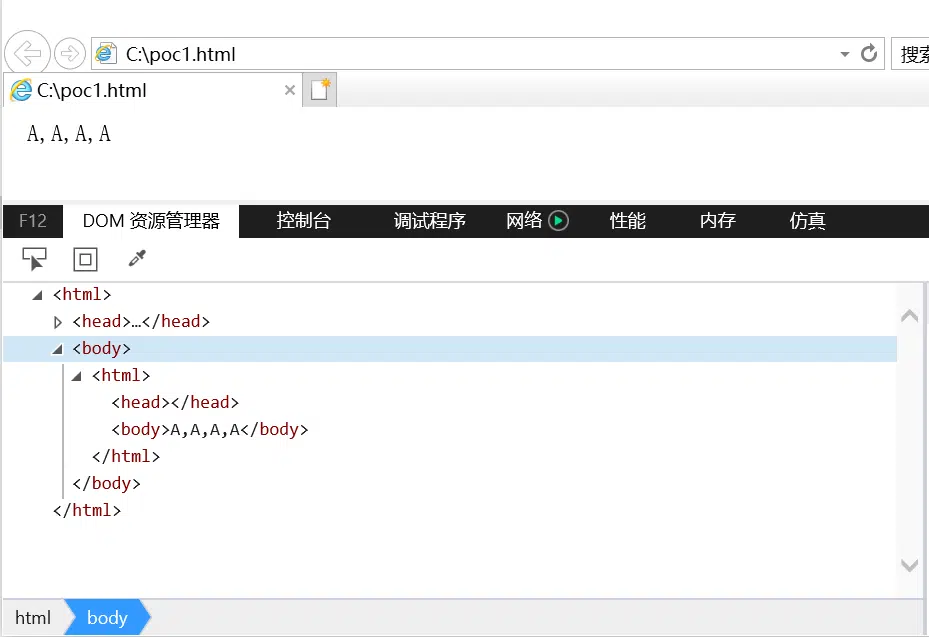 C:\poc1.html
搜索
C:\poc1.html
A,A,A,A
F12 DOM 资源管理器 控制台 调试程序 网络 性能 内存 仿真
<html>
<head>…</head>
<body>
<html>
<head></head>
<body>A,A,A,A</body>
</html>
</body>
</html>
html body